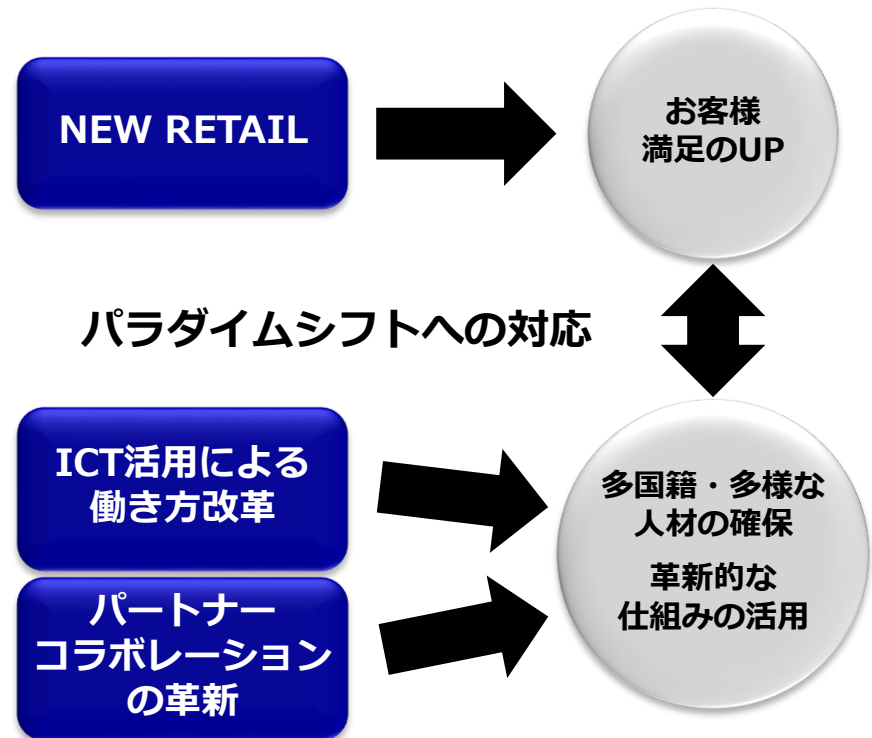 NEW RETAIL
お客様
満足のUP
パラダイムシフトへの対応
ICT活用による
働き方改革
多国籍・多様な
人材の確保
革新的な
仕組みの活用
パートナー
コラボレーション
の革新